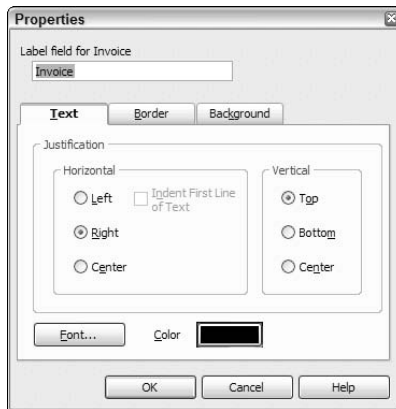 Properties
Label field for Invoice
Invoice
Text Border Background
Justification
Horizontal
Left
Indent First Line
of Text
Right
Center
Vertical
Top
Bottom
Center
Font... Color
OK Cancel Help